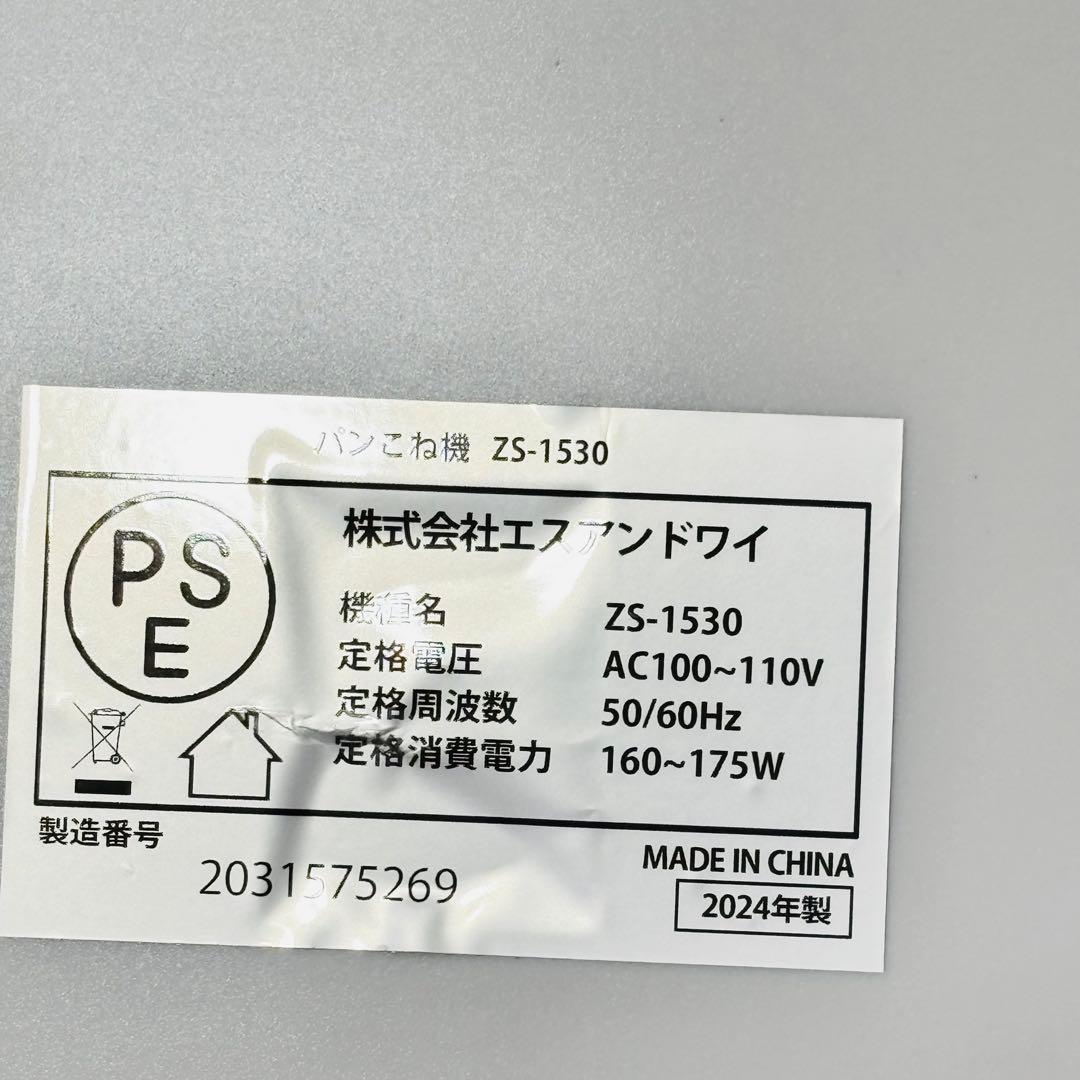 パンこね機 ZS-1530
PS
E
株式会社エスアンドワイ
機種名 ZS-1530
定格電圧 AC100~110V
定格周波数 50/60Hz
定格消費電力 160~175W
製造番号
2031575269
MADE IN CHINA
2024年製